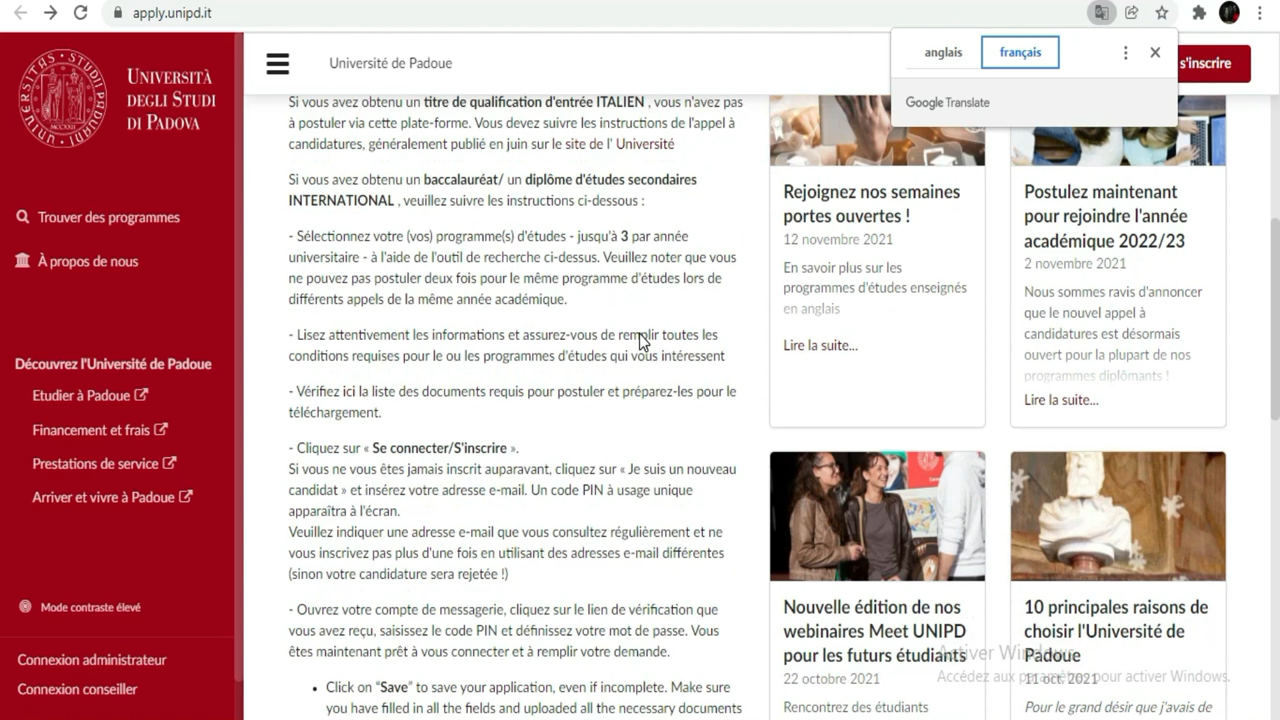 apply.unipd.it
anglais
français
Google Translate
UNIVERSITÀ
DEGLI STUDI
DI PADOVA
Université de Padoue
s'inscrire
Trouver des programmes
À propos de nous
Découvrez l'Université de Padoue
Etudier à Padoue
Financement et frais
Prestations de service
Arriver et vivre à Padoue
Mode contraste élevé
Connexion administrateur
Connexion conseiller
Si vous avez obtenu un titre de qualification d'entrée ITALIEN , vous n'avez pas
à postuler via cette plate-forme. Vous devez suivre les instructions de l'appel à
candidatures, généralement publié en juin sur le site de l' Université
Si vous avez obtenu un baccalauréat/ un diplôme d'études secondaires
INTERNATIONAL , veuillez suivre les instructions ci-dessous :
- Sélectionnez votre (vos) programme(s) d'études - jusqu'à 3 par année
universitaire - à l'aide de l'outil de recherche ci-dessus. Veuillez noter que vous
ne pouvez pas postuler deux fois pour le même programme d'études lors de
différents appels de la même année académique.
- Lisez attentivement les informations et assurez-vous de remplir toutes les
conditions requises pour le ou les programmes d'études qui vous intéressent
- Vérifiez ici la liste des documents requis pour postuler et préparez-les pour le
téléchargement.
- Cliquez sur « Se connecter/S'inscrire ».
Si vous ne vous êtes jamais inscrit auparavant, cliquez sur « Je suis un nouveau
candidat » et insérez votre adresse e-mail. Un code PIN à usage unique
apparaîtra à l'écran.
Veuillez indiquer une adresse e-mail que vous consultez régulièrement et ne
vous inscrivez pas plus d'une fois en utilisant des adresses e-mail différentes
(sinon votre candidature sera rejetée !)
- Ouvrez votre compte de messagerie, cliquez sur le lien de vérification que
vous avez reçu, saisissez le code PIN et définissez votre mot de passe. Vous
êtes maintenant prêt à vous connecter et à remplir votre demande.
• Click on “Save” to save your application, even if incomplete. Make sure
you have filled in all the fields and uploaded all the necessary documents
Rejoignez nos semaines
portes ouvertes !
12 novembre 2021
En savoir plus sur les
programmes d'études enseignés
en anglais
Lire la suite...
Postulez maintenant
pour rejoindre l'année
académique 2022/23
2 novembre 2021
Nous sommes ravis d'annoncer
que le nouvel appel à
candidatures est désormais
ouvert pour la plupart de nos
programmes diplômants !
Lire la suite...
Nouvelle édition de nos
webinaires Meet UNIPD
pour les futurs étudiants
22 octobre 2021
Rencontrez des étudiants
10 principales raisons de
choisir l'Université de
Padoue
11 oct. 2021
Pour le grand désir que j'avais de
Activer Windows
Accédez aux paramètres pour activer Windows.